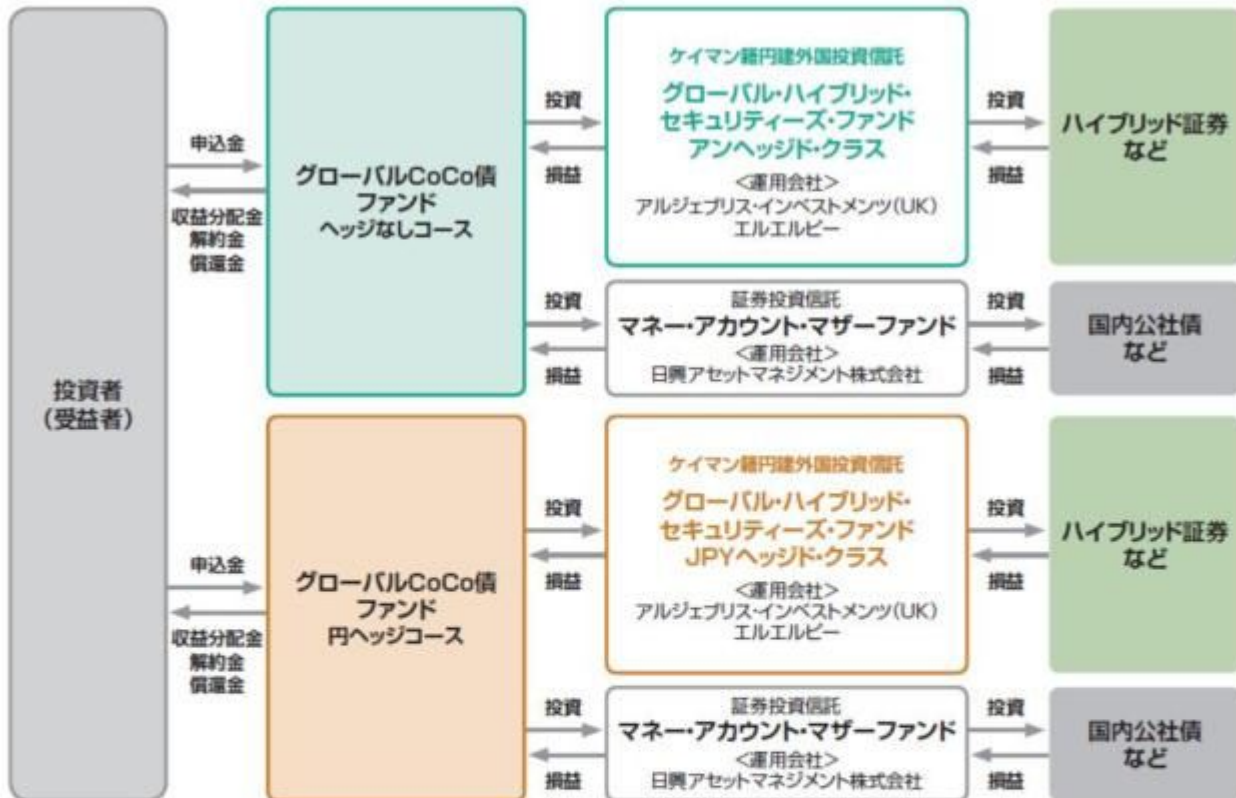 投資者
（受益者）
申込金
収益分配金
解約金
償還金
グローバルCoCo債
ファンド
ヘッジなしコース
投資
損益
ケイマン籍円建外国投資信託
グローバル・ハイブリッド・
セキュリティーズ・ファンド
アンヘッジド・クラス
＜運用会社＞
アルジェブリス・インベストメンツ(UK)
エルエルピー
投資
損益
ハイブリッド証券
など
投資
損益
証券投資信託
マネー・アカウント・マザーファンド
＜運用会社＞
日興アセットマネジメント株式会社
投資
損益
国内公社債
など
申込金
収益分配金
解約金
償還金
グローバルCoCo債
ファンド
円ヘッジコース
投資
損益
ケイマン籍円建外国投資信託
グローバル・ハイブリッド・
セキュリティーズ・ファンド
JPYヘッジド・クラス
＜運用会社＞
アルジェブリス・インベストメンツ(UK)
エルエルピー
投資
損益
ハイブリッド証券
など
投資
損益
証券投資信託
マネー・アカウント・マザーファンド
＜運用会社＞
日興アセットマネジメント株式会社
投資
損益
国内公社債
など